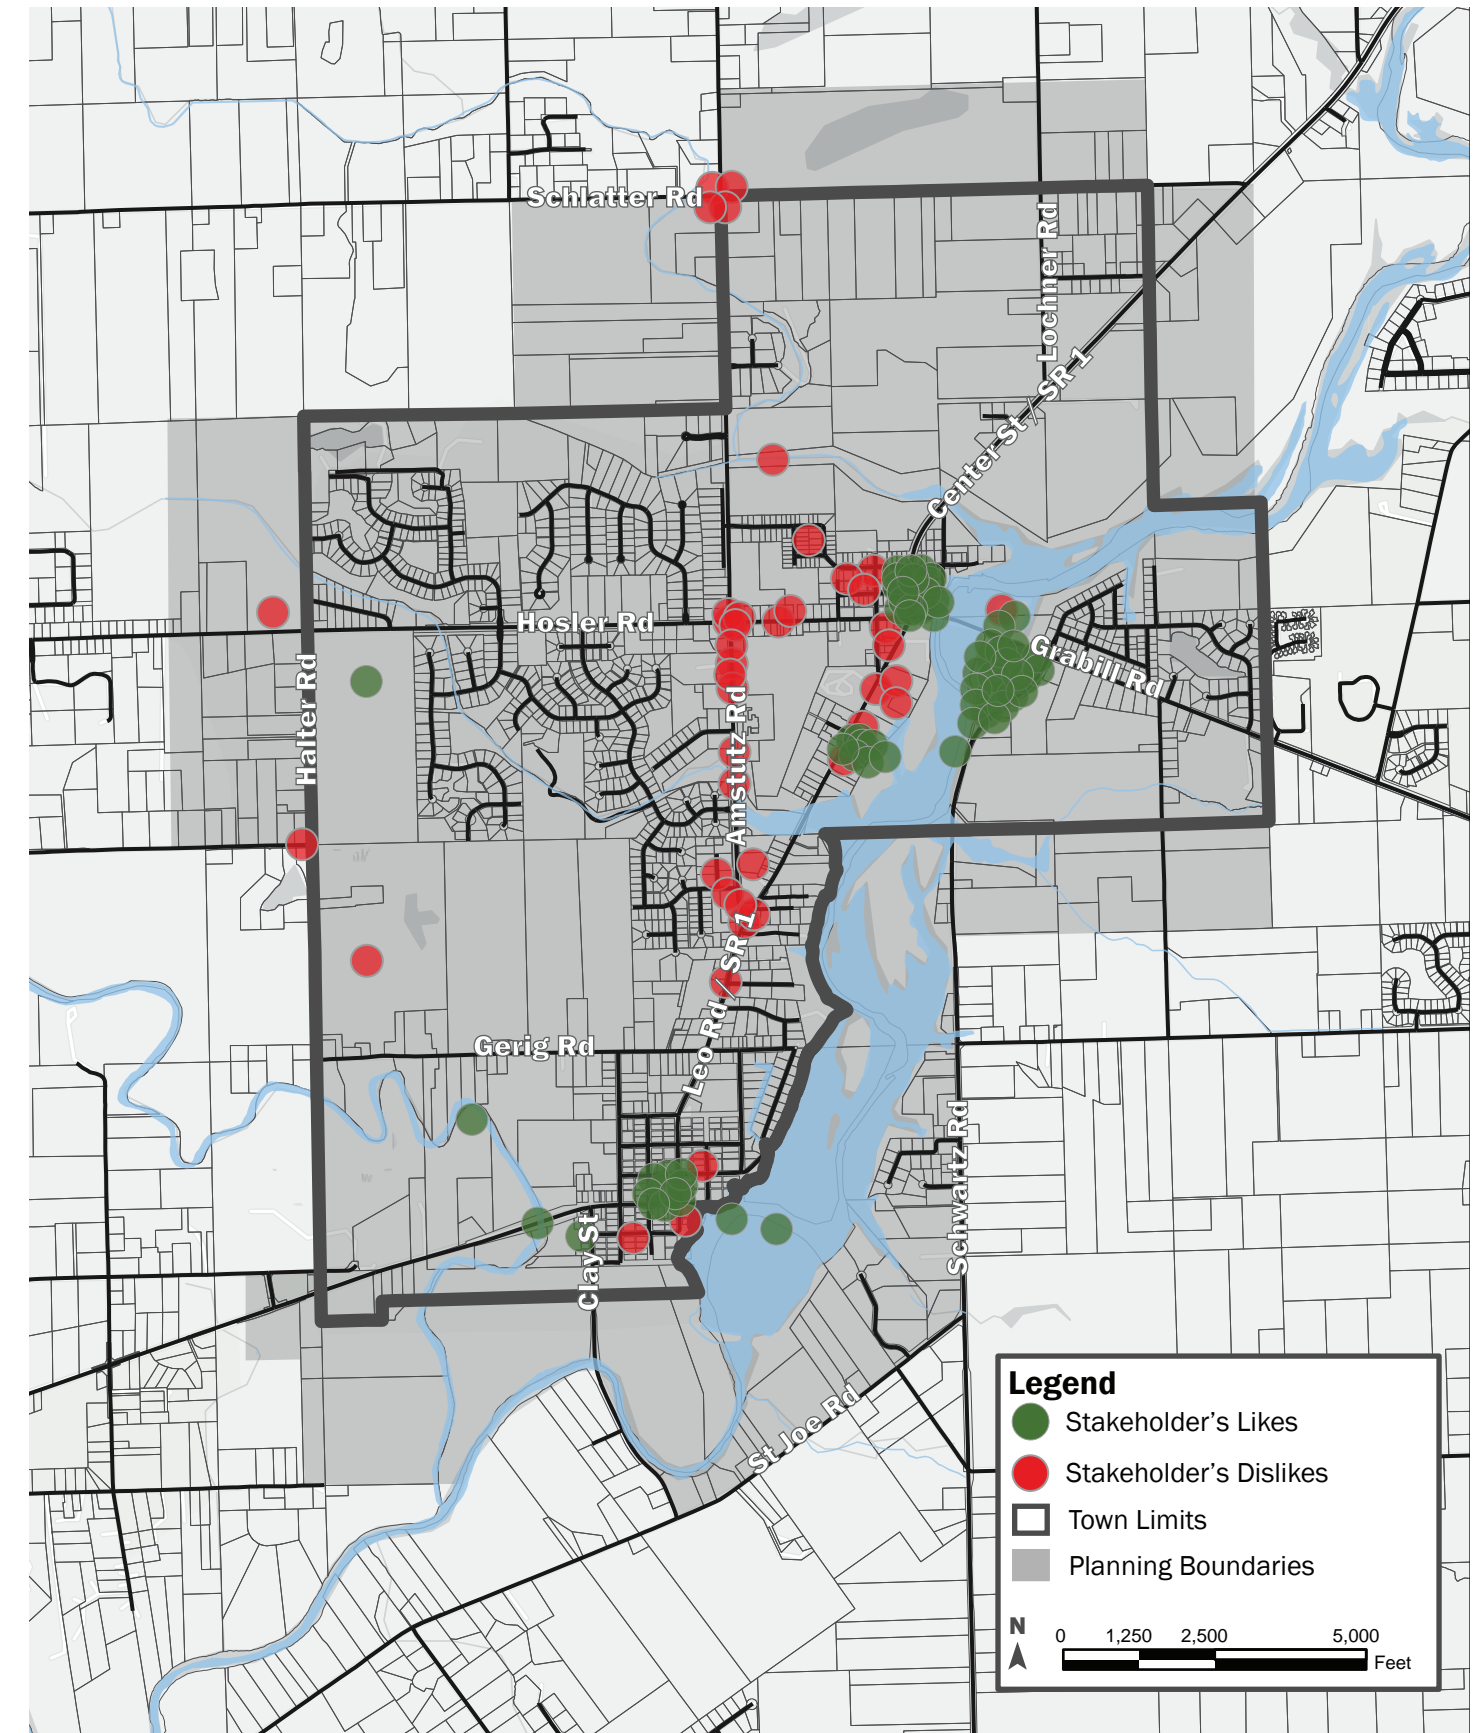 Schlatter Rd
Lochner Rd
Center St / SR 1
Hosler Rd
Grabill Rd
Halter Rd
Amstutz Rd
Leo Rd / SR 1
Gerig Rd
Schwartz Rd
Clay St
St Joe Rd
Legend
Stakeholder's Likes
Stakeholder's Dislikes
Town Limits
Planning Boundaries
N
0 1,250 2,500 5,000
Feet